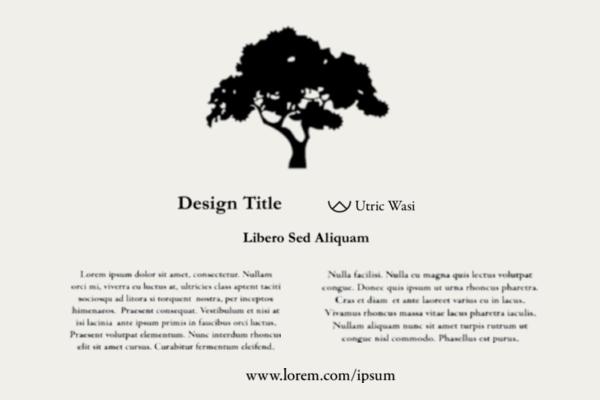 Design Title
Utric Wasi
Libero Sed Aliquam
Lorem ipsum dolor sit amet, consectetur. Nullam
orci mi, viverra eu luctus at, ultricies class aptent taciti
sociosqu ad litora si torquent nostra, per inceptos
himenaeos. Praesent consequat. Vestibulum et nisi at
isi lacinia ante ipsum primis in faucibus orci luctus.
Praesent volutpat elementum. Nunc interdum rhoncus
elit sit amet cursus. Curabitur fermentum eleifend.
Nulla facilisi. Nulla eu magna quis lectus volutpat
congue. Donec quis ipsum ut urna rhoncus pharetra.
Cras et diam et ante laoreet varius eu in lacus.
Vivamus rhoncus massa vitae lacus pharetra iaculis.
Nullam aliquam nunc sit amet turpis rutrum ut
congue nisl commodo. Phasellus est purus.
www.lorem.com/ipsum